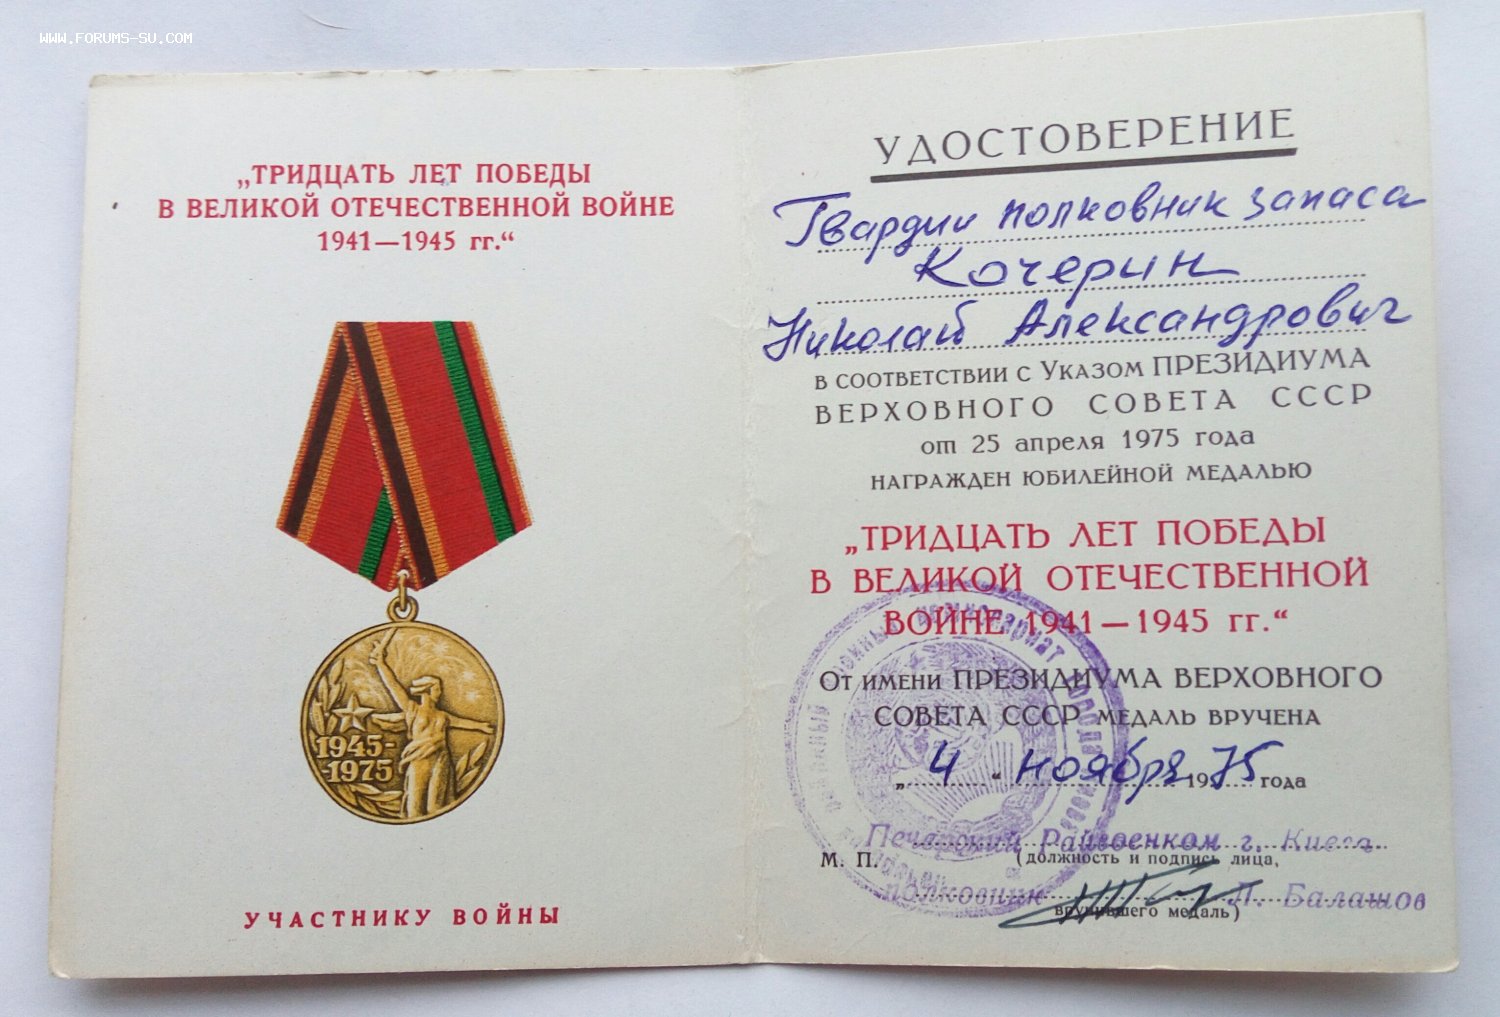 WWW.FORUMS-SU.COM
„ТРИДЦАТЬ ЛЕТ ПОБЕДЫ
В ВЕЛИКОЙ ОТЕЧЕСТВЕННОЙ ВОЙНЕ
1941—1945 гг.“
1945-
-1975
УЧАСТНИКУ ВОЙНЫ
УДОСТОВЕРЕНИЕ
Гвардии полковник запаса
Кочерин
Николай Александрович
В СООТВЕТСТВИИ С УКАЗОМ ПРЕЗИДИУМА
ВЕРХОВНОГО СОВЕТА СССР
от 25 апреля 1975 года
НАГРАЖДЕН ЮБИЛЕЙНОЙ МЕДАЛЬЮ
„ТРИДЦАТЬ ЛЕТ ПОБЕДЫ
В ВЕЛИКОЙ ОТЕЧЕСТВЕННОЙ
ВОЙНЕ 1941—1945 гг.“
ОТ ИМЕНИ ПРЕЗИДИУМА ВЕРХОВНОГО
СОВЕТА СССР МЕДАЛЬ ВРУЧЕНА
„4“ ноября 1975 года
Печерский Райвоенком г. Киева
М. П.
(должность и подпись лица,
полковник Л. Балашов
вручившего медаль)